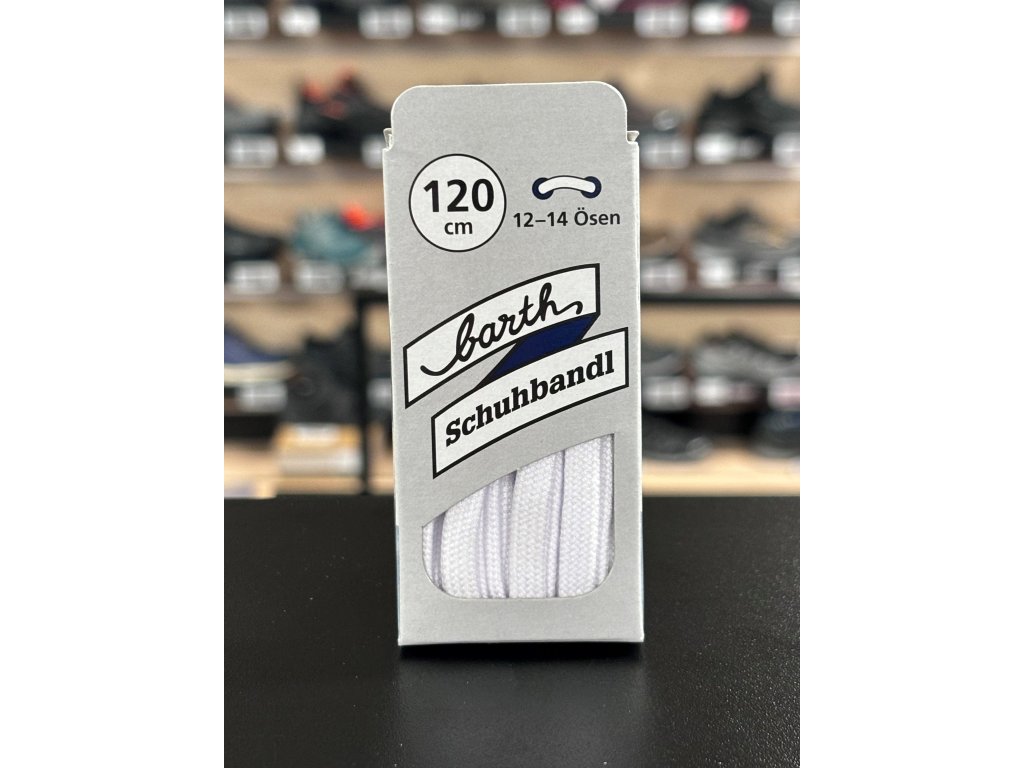 120
cm
12–14 Ösen
barth
Schuhbandl